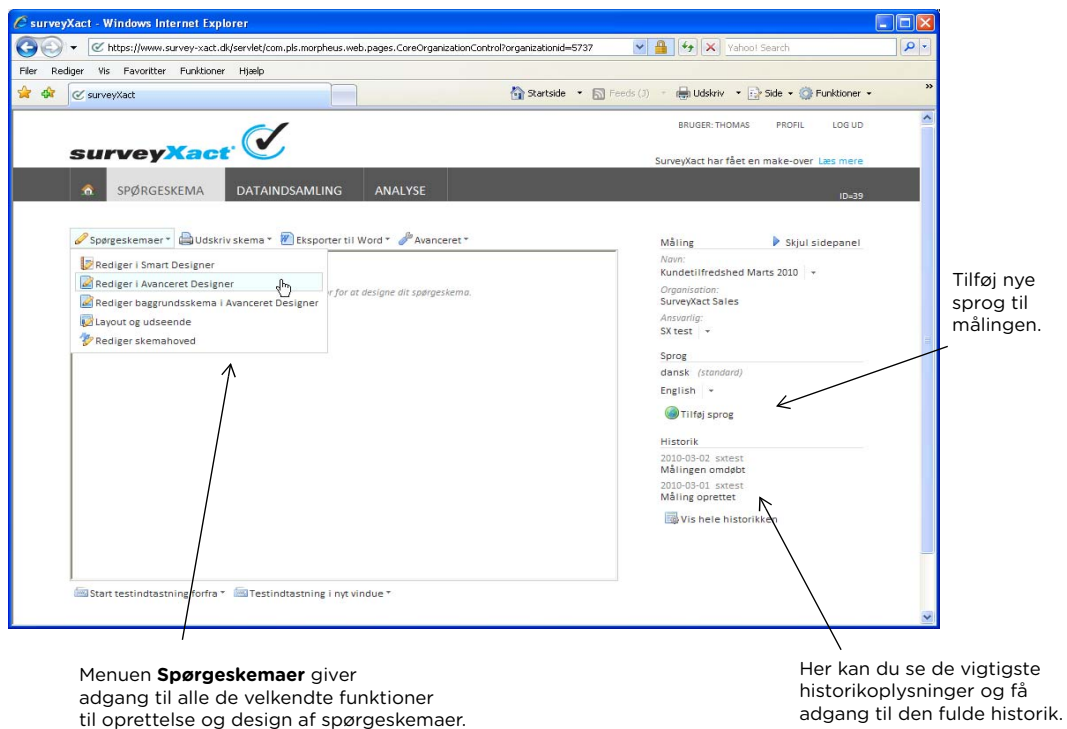 surveyXact - Windows Internet Explorer
https://www.survey-xact.dk/servlet/com.pls.morpheus.web.pages.CoreOrganizationControl?organizationid=5737
Yahoo! Search
Filer Rediger Vis Favoritter Funktioner Hjælp
surveyXact
Startside Feeds (J) Udskriv Side Funktioner »
BRUGER: THOMAS PROFIL LOG UD
surveyXact
SurveyXact har fået en make-over Læs mere
SPØRGESKEMA DATAINDSAMLING ANALYSE
ID=39
Spørgeskemaer Udskriv skema Eksporter til Word Avanceret
Rediger i Smart Designer
Rediger i Avanceret Designer
Rediger baggrundsskema i Avanceret Designer
Layout og udseende
Rediger skemahoved
r for at designe dit spørgeskema.
Måling Skjul sidepanel
Navn:
Kundetilfredshed Marts 2010
Organisation:
SurveyXact Sales
Ansvarlig:
SX test
Sprog
dansk (standard)
English
Tilføj sprog
Historik
2010-03-02 sxtest
Målingen omdøbt
2010-03-01 sxtest
Måling oprettet
Vis hele historikken
Start testindtastning forfra Testindtastning i nyt vindue
Tilføj nye
sprog til
målingen.
Menuen Spørgeskemaer giver
adgang til alle de velkendte funktioner
til oprettelse og design af spørgeskemaer.
Her kan du se de vigtigste
historikoplysninger og få
adgang til den fulde historik.